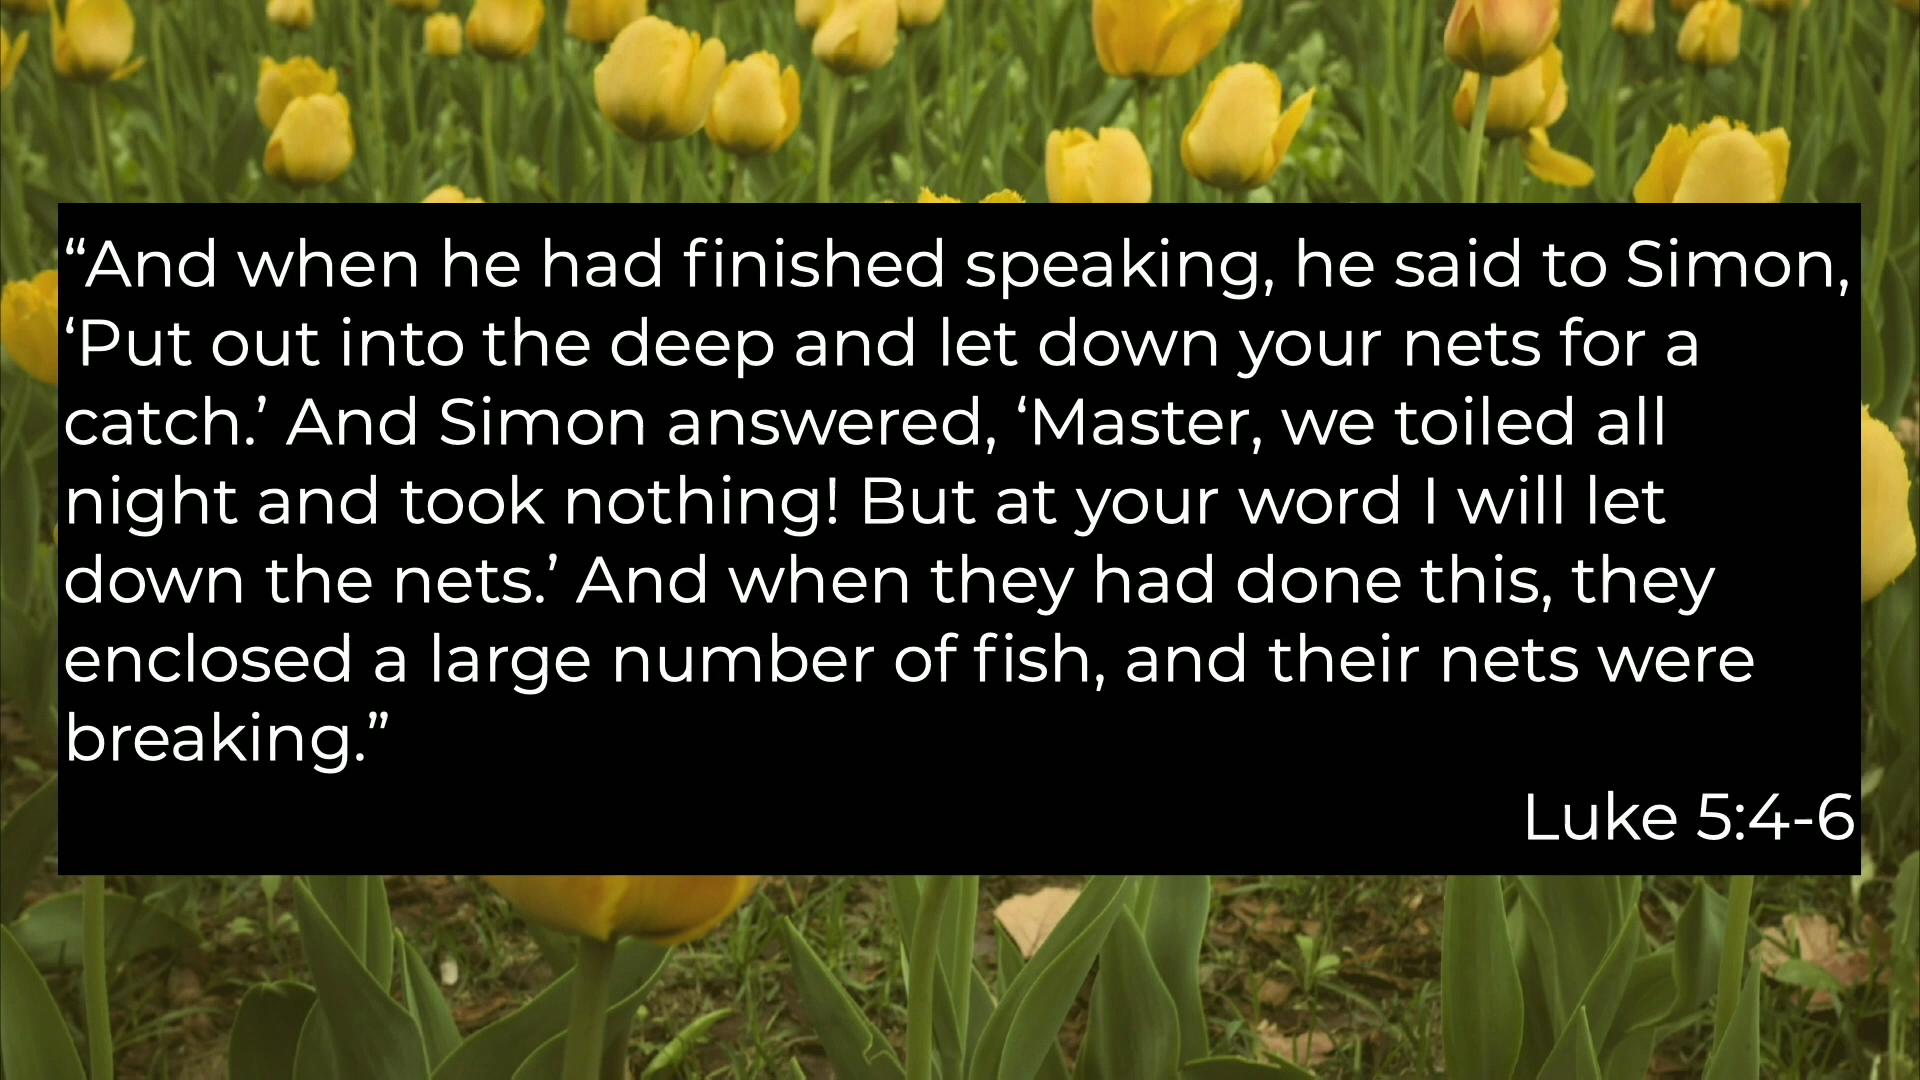 “And when he had finished speaking, he said to Simon,
‘Put out into the deep and let down your nets for a
catch.’ And Simon answered, ‘Master, we toiled all
night and took nothing! But at your word I will let
down the nets.’ And when they had done this, they
enclosed a large number of fish, and their nets were
breaking.”
Luke 5:4-6